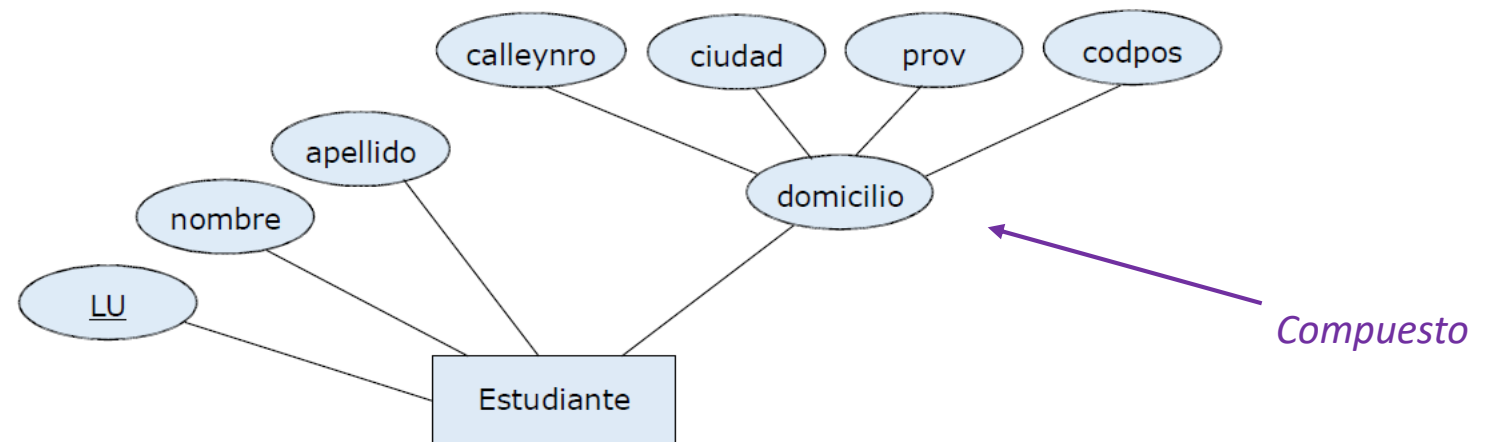 calleynro
ciudad
prov
codpos
apellido
domicilio
nombre
LU
Compuesto
Estudiante